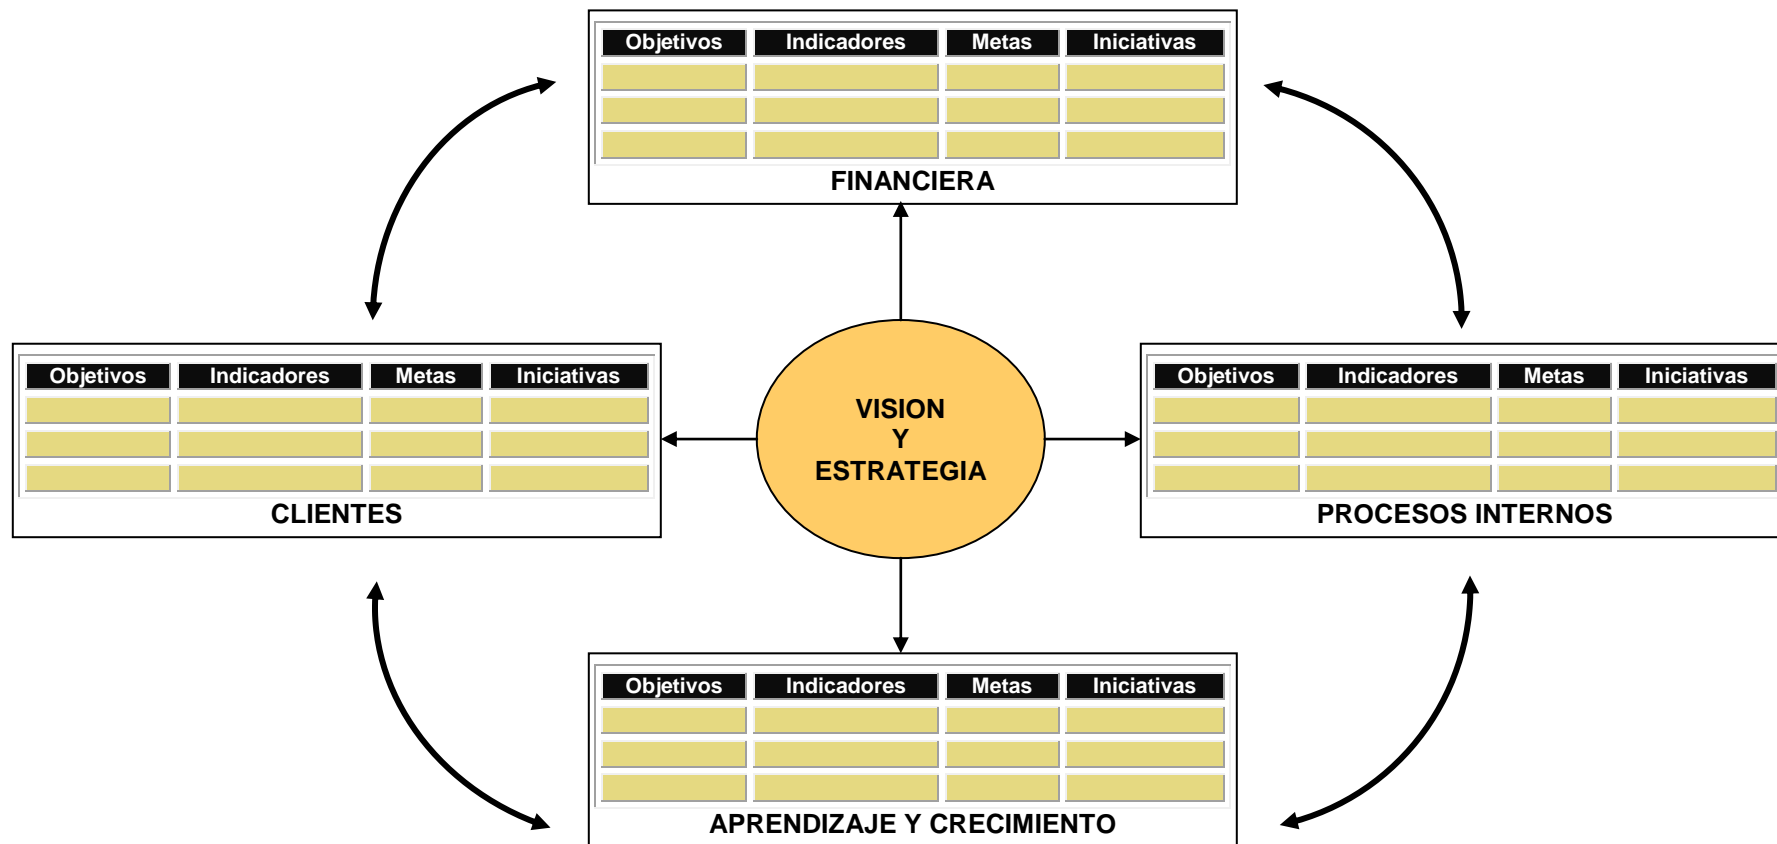 Objetivos Indicadores Metas Iniciativas
FINANCIERA
Objetivos Indicadores Metas Iniciativas
CLIENTES
VISION
Y
ESTRATEGIA
Objetivos Indicadores Metas Iniciativas
PROCESOS INTERNOS
Objetivos Indicadores Metas Iniciativas
APRENDIZAJE Y CRECIMIENTO